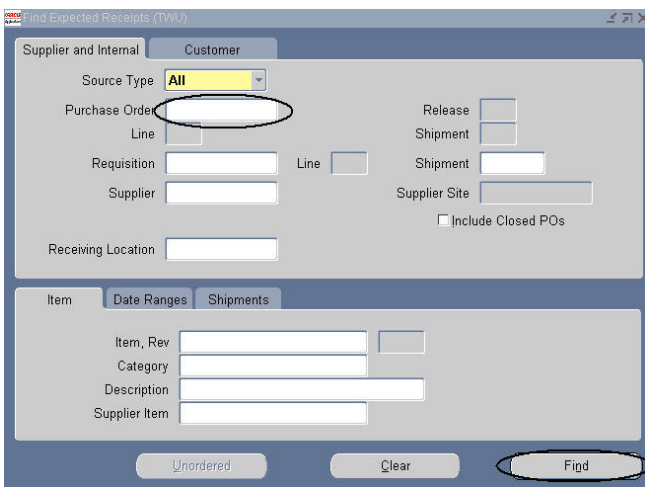 ORACLE Applications Find Expected Receipts (TWU)
Supplier and Internal Customer
Source Type All
Purchase Order Release
Line Shipment
Requisition Line Shipment
Supplier Supplier Site
Include Closed POs
Receiving Location
Item Date Ranges Shipments
Item, Rev
Category
Description
Supplier Item
Unordered Clear Find